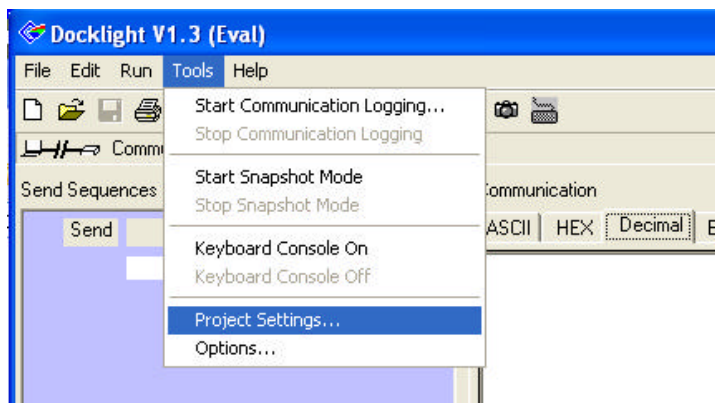 Docklight V1.3 (Eval)
File Edit Run Tools Help
Start Communication Logging...
Stop Communication Logging
Start Snapshot Mode
Stop Snapshot Mode
Keyboard Console On
Keyboard Console Off
Project Settings...
Options...
Commu
Send Sequences
Send
ommunication
ASCII HEX Decimal